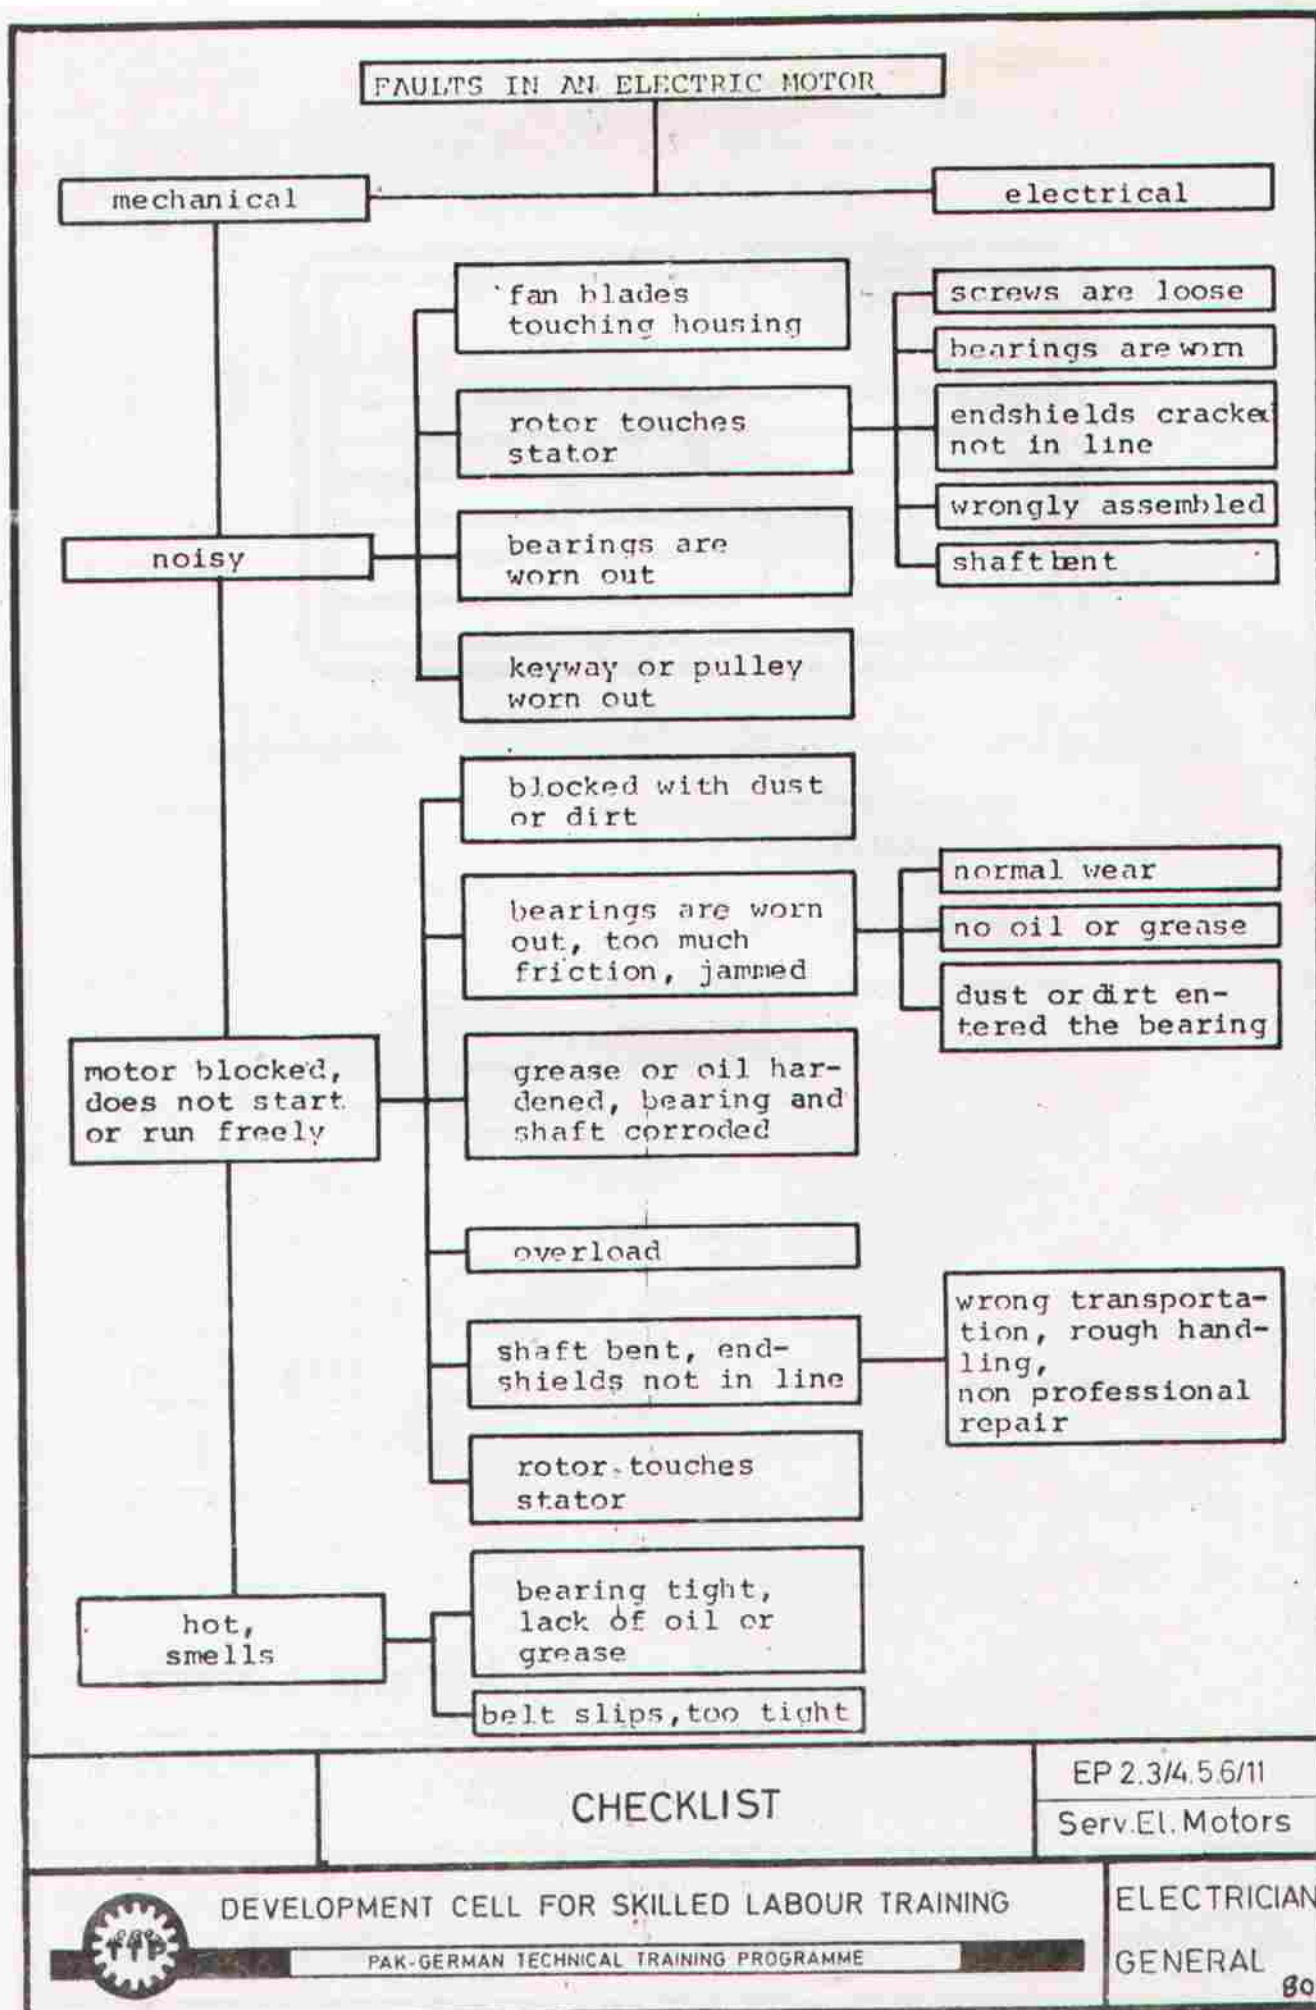 FAULTS IN AN ELECTRIC MOTOR
mechanical
electrical
fan blades
touching housing
screws are loose
bearings are worn
rotor touches
stator
endshields cracked
not in line
wrongly assembled
shaft bent
noisy
bearings are
worn out
keyway or pulley
worn out
blocked with dust
or dirt
bearings are worn
out, too much
friction, jammed
normal wear
no oil or grease
dust or dirt en-
tered the bearing
motor blocked,
does not start
or run freely
grease or oil har-
dened, bearing and
shaft corroded
overload
shaft bent, end-
shields not in line
wrong transporta-
tion, rough hand-
ling,
non professional
repair
rotor touches
stator
hot,
smells
bearing tight,
lack of oil or
grease
belt slips, too tight
CHECKLIST
EP 2.3/4.5.6/11
Serv.El. Motors
TTP
DEVELOPMENT CELL FOR SKILLED LABOUR TRAINING
PAK-GERMAN TECHNICAL TRAINING PROGRAMME
ELECTRICIAN
GENERAL
80